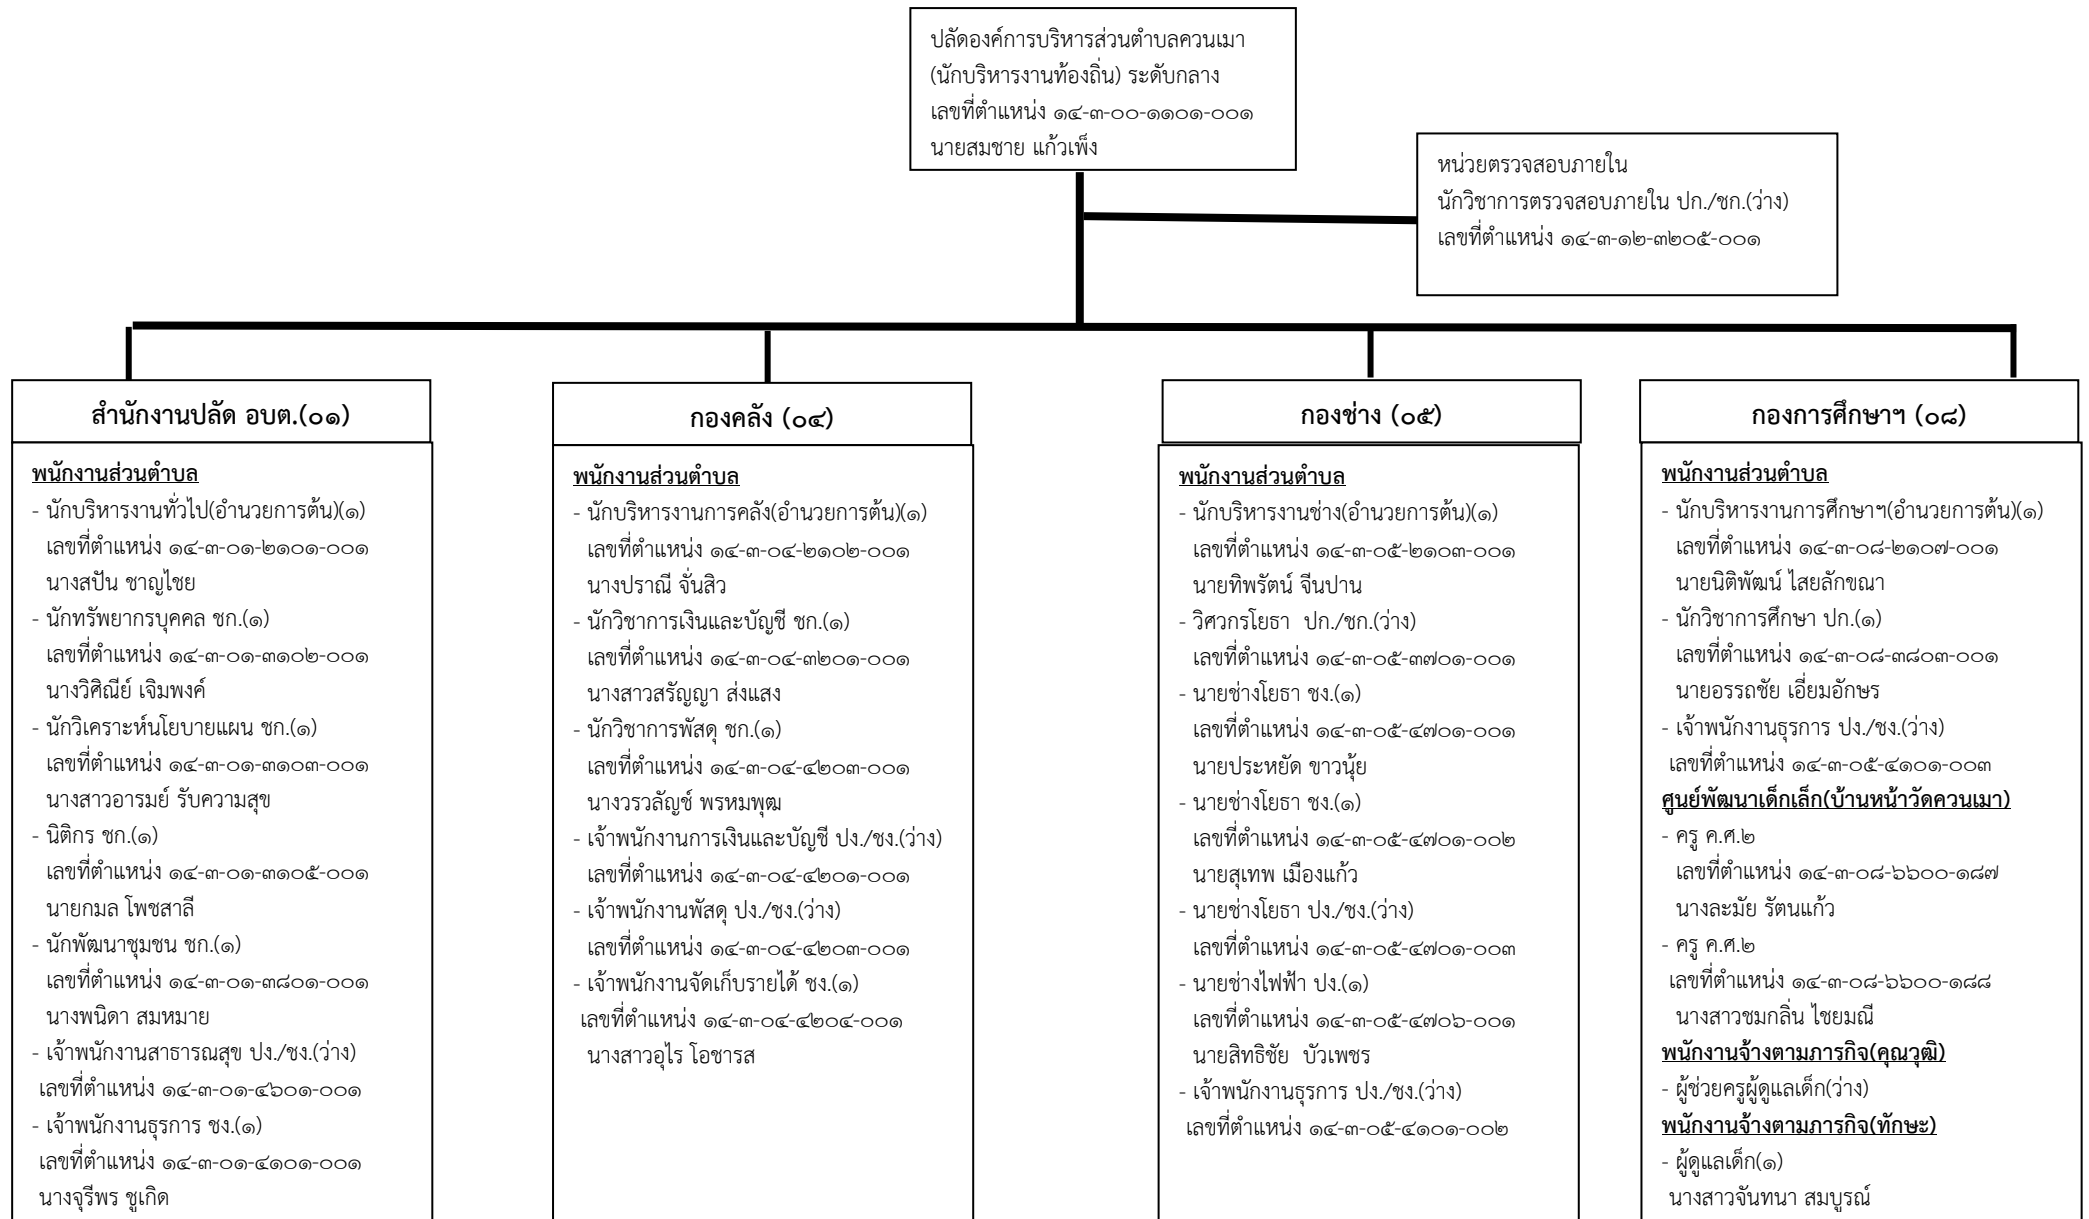 ปลัดองค์การบริหารส่วนตำบลควนเมา
(นักบริหารงานท้องถิ่น) ระดับกลาง
เลขที่ตำแหน่ง ๑๔-๓-๐๐-๑๑๐๑-๐๐๑
นายสมชาย แก้วเพ็ง
หน่วยตรวจสอบภายใน
นักวิชาการตรวจสอบภายใน ปก./ชก.(ว่าง)
เลขที่ตำแหน่ง ๑๔-๓-๑๒-๓๒๐๕-๐๐๑
สำนักงานปลัด อบต.(๐๑)
พนักงานส่วนตำบล
- นักบริหารงานทั่วไป(อำนวยการต้น)(๑)
เลขที่ตำแหน่ง ๑๔-๓-๐๑-๒๑๐๑-๐๐๑
นางสปัน ชาญไชย
- นักทรัพยากรบุคคล ชก.(๑)
เลขที่ตำแหน่ง ๑๔-๓-๐๑-๓๑๐๒-๐๐๑
นางวิศิณีย์ เจิมพงค์
- นักวิเคราะห์นโยบายแผน ชก.(๑)
เลขที่ตำแหน่ง ๑๔-๓-๐๑-๓๑๐๓-๐๐๑
นางสาวอารมย์ รับความสุข
- นิติกร ชก.(๑)
เลขที่ตำแหน่ง ๑๔-๓-๐๑-๓๑๐๕-๐๐๑
นายกมล โพชสาลี
- นักพัฒนาชุมชน ชก.(๑)
เลขที่ตำแหน่ง ๑๔-๓-๐๑-๓๘๐๑-๐๐๑
นางพนิดา สมหมาย
- เจ้าพนักงานสาธารณสุข ปง./ชง.(ว่าง)
เลขที่ตำแหน่ง ๑๔-๓-๐๑-๔๖๐๑-๐๐๑
- เจ้าพนักงานธุรการ ชง.(๑)
เลขที่ตำแหน่ง ๑๔-๓-๐๑-๔๑๐๑-๐๐๑
นางจุรีพร ชูเกิด
กองคลัง (๐๔)
พนักงานส่วนตำบล
- นักบริหารงานการคลัง(อำนวยการต้น)(๑)
เลขที่ตำแหน่ง ๑๔-๓-๐๔-๒๑๐๒-๐๐๑
นางปราณี จั่นสิว
- นักวิชาการเงินและบัญชี ชก.(๑)
เลขที่ตำแหน่ง ๑๔-๓-๐๔-๓๒๐๑-๐๐๑
นางสาวสรัญญา ส่งแสง
- นักวิชาการพัสดุ ชก.(๑)
เลขที่ตำแหน่ง ๑๔-๓-๐๔-๔๒๐๓-๐๐๑
นางวรวลัญช์ พรหมพุฒ
- เจ้าพนักงานการเงินและบัญชี ปง./ชง.(ว่าง)
เลขที่ตำแหน่ง ๑๔-๓-๐๔-๔๒๐๑-๐๐๑
- เจ้าพนักงานพัสดุ ปง./ชง.(ว่าง)
เลขที่ตำแหน่ง ๑๔-๓-๐๔-๔๒๐๓-๐๐๑
- เจ้าพนักงานจัดเก็บรายได้ ชง.(๑)
เลขที่ตำแหน่ง ๑๔-๓-๐๔-๔๒๐๔-๐๐๑
นางสาวอุไร โอชารส
กองช่าง (๐๕)
พนักงานส่วนตำบล
- นักบริหารงานช่าง(อำนวยการต้น)(๑)
เลขที่ตำแหน่ง ๑๔-๓-๐๕-๒๑๐๓-๐๐๑
นายทิพรัตน์ จีนปาน
- วิศวกรโยธา ปก./ชก.(ว่าง)
เลขที่ตำแหน่ง ๑๔-๓-๐๕-๓๗๐๑-๐๐๑
- นายช่างโยธา ชง.(๑)
เลขที่ตำแหน่ง ๑๔-๓-๐๕-๔๗๐๑-๐๐๑
นายประหยัด ขาวนุ้ย
- นายช่างโยธา ชง.(๑)
เลขที่ตำแหน่ง ๑๔-๓-๐๕-๔๗๐๑-๐๐๒
นายสุเทพ เมืองแก้ว
- นายช่างโยธา ปง./ชง.(ว่าง)
เลขที่ตำแหน่ง ๑๔-๓-๐๕-๔๗๐๑-๐๐๓
- นายช่างไฟฟ้า ปง.(๑)
เลขที่ตำแหน่ง ๑๔-๓-๐๕-๔๗๐๖-๐๐๑
นายสิทธิชัย บัวเพชร
- เจ้าพนักงานธุรการ ปง./ชง.(ว่าง)
เลขที่ตำแหน่ง ๑๔-๓-๐๕-๔๑๐๑-๐๐๒
กองการศึกษาฯ (๐๘)
พนักงานส่วนตำบล
- นักบริหารงานการศึกษาฯ(อำนวยการต้น)(๑)
เลขที่ตำแหน่ง ๑๔-๓-๐๘-๒๑๐๗-๐๐๑
นายนิติพัฒน์ ไสยลักขณา
- นักวิชาการศึกษา ปก.(๑)
เลขที่ตำแหน่ง ๑๔-๓-๐๘-๓๘๐๓-๐๐๑
นายอรรถชัย เอี่ยมอักษร
- เจ้าพนักงานธุรการ ปง./ชง.(ว่าง)
เลขที่ตำแหน่ง ๑๔-๓-๐๕-๔๑๐๑-๐๐๓
ศูนย์พัฒนาเด็กเล็ก(บ้านหน้าวัดควนเมา)
- ครู ค.ศ.๒
เลขที่ตำแหน่ง ๑๔-๓-๐๘-๖๖๐๐-๑๘๗
นางละมัย รัตนแก้ว
- ครู ค.ศ.๒
เลขที่ตำแหน่ง ๑๔-๓-๐๘-๖๖๐๐-๑๘๘
นางสาวชมกลิ่น ไชยมณี
พนักงานจ้างตามภารกิจ(คุณวุฒิ)
- ผู้ช่วยครูผู้ดูแลเด็ก(ว่าง)
พนักงานจ้างตามภารกิจ(ทักษะ)
- ผู้ดูแลเด็ก(๑)
นางสาวจันทนา สมบูรณ์